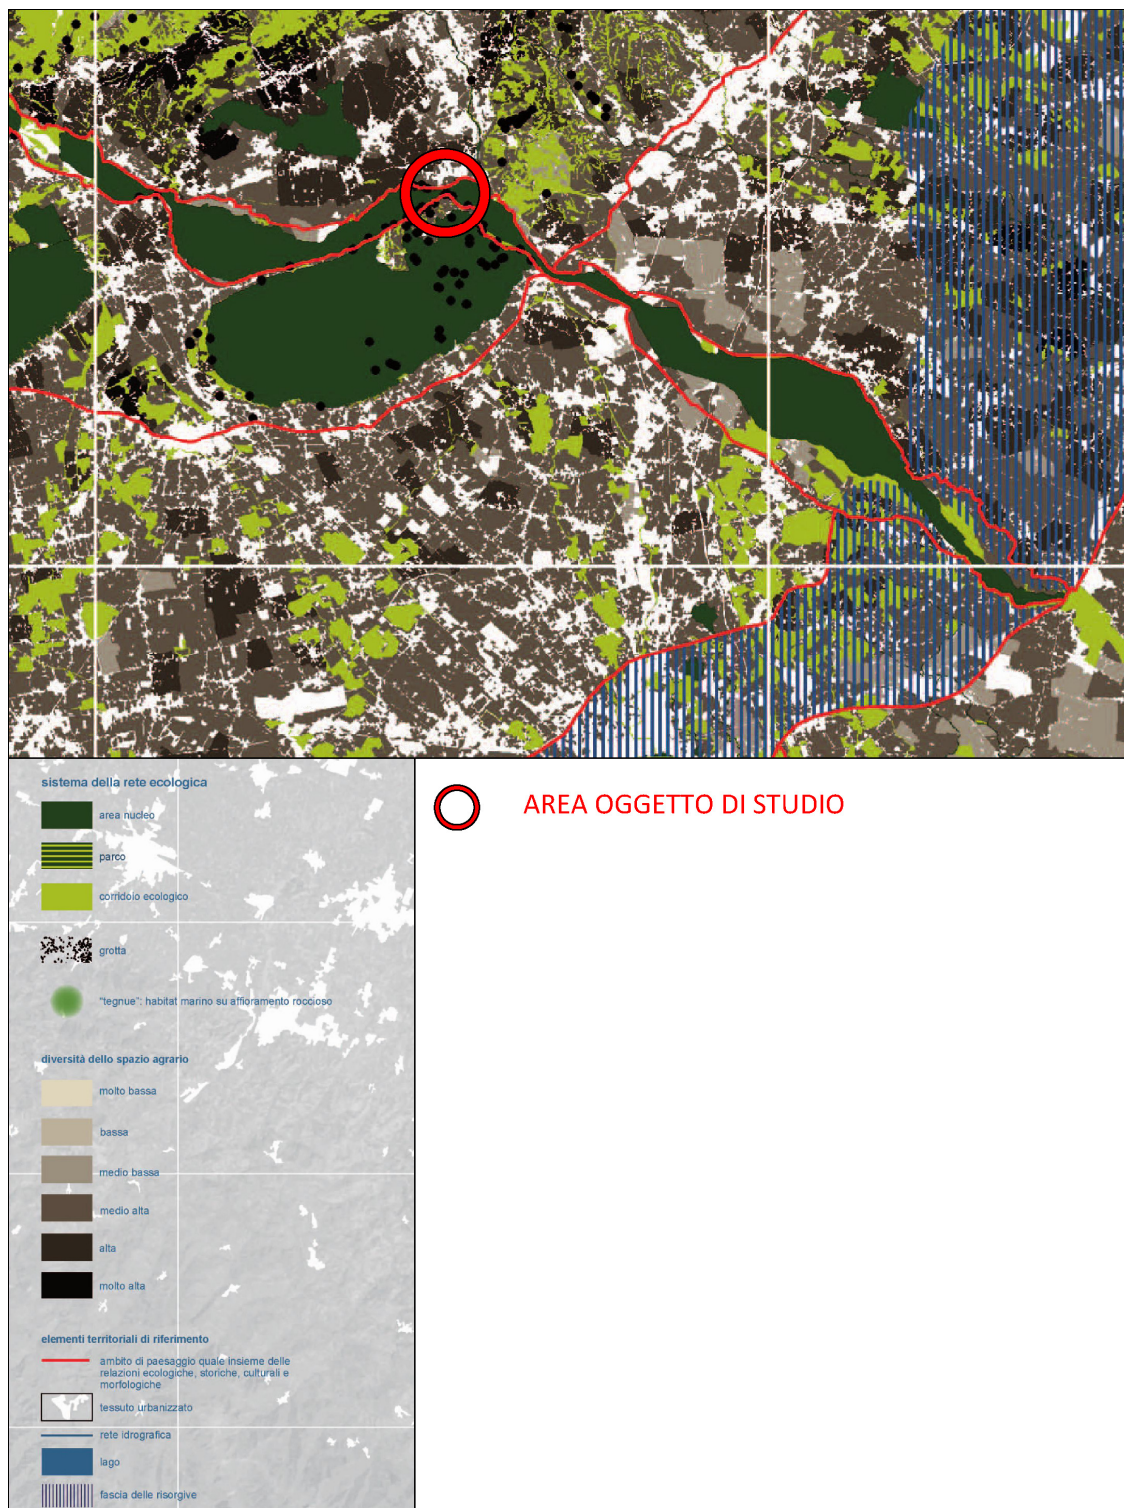 sistema della rete ecologica
area nucleo
parco
corridoio ecologico
grotta
"tegnue": habitat marino su affioramento roccioso
diversità dello spazio agrario
molto bassa
bassa
medio bassa
medio alta
alta
molto alta
elementi territoriali di riferimento
ambito di paesaggio quale insieme delle
relazioni ecologiche, storiche, culturali e
morfologiche
tessuto urbanizzato
rete idrografica
lago
fascia delle risorgive
AREA OGGETTO DI STUDIO